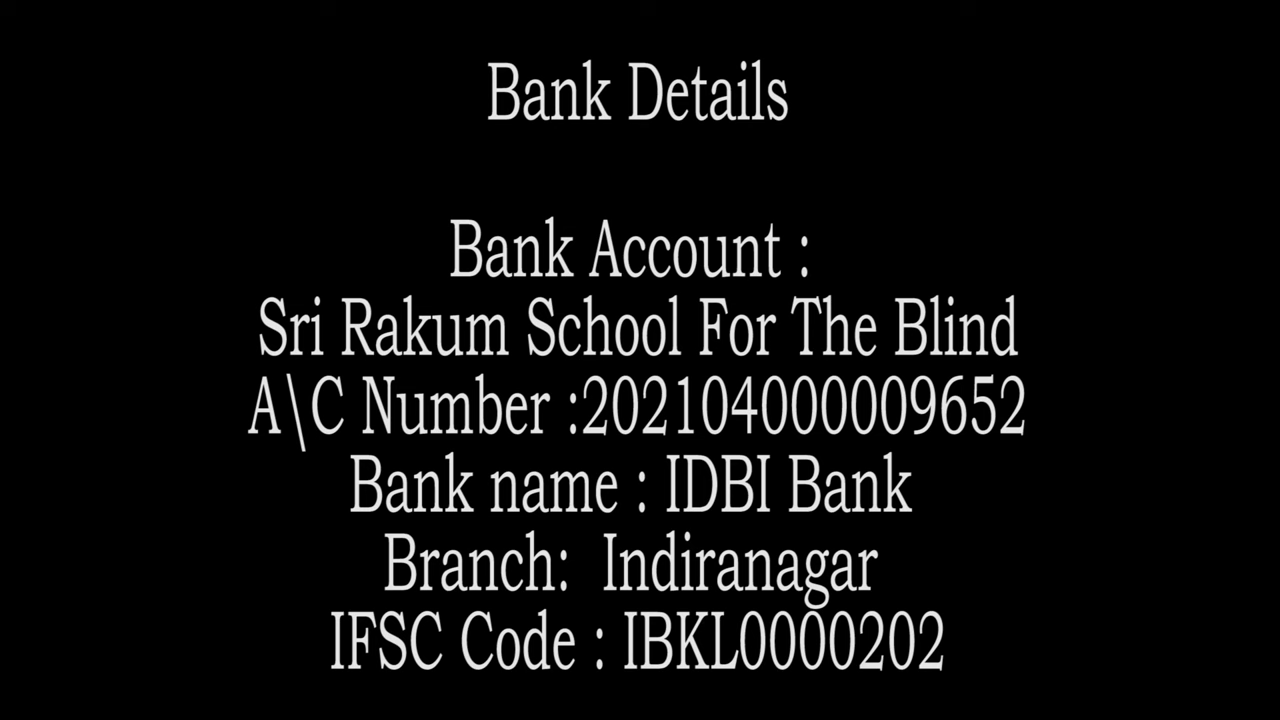 Bank Details
Bank Account :
Sri Rakum School For The Blind
A\C Number :202104000009652
Bank name : IDBI Bank
Branch: Indiranagar
IFSC Code : IBKL0000202